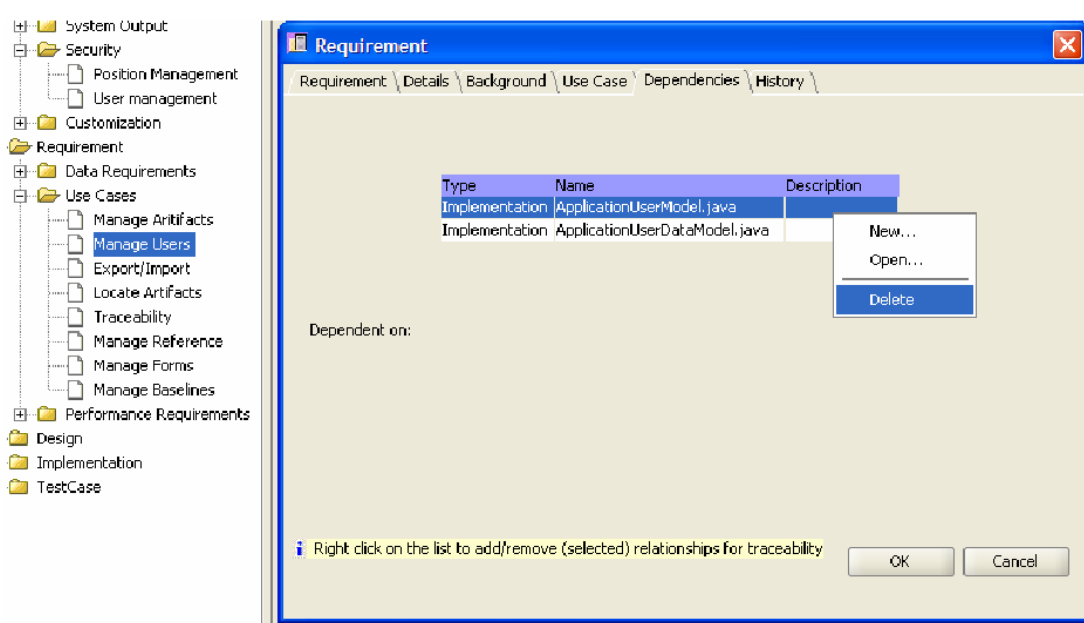 System Output
Security
Position Management
User management
Customization
Requirement
Data Requirements
Use Cases
Manage Aritifacts
Manage Users
Export/Import
Locate Artifacts
Traceability
Manage Reference
Manage Forms
Manage Baselines
Performance Requirements
Design
Implementation
TestCase
Requirement
Requirement Details Background Use Case Dependencies History
Type Name Description
Implementation ApplicationUserModel.java
Implementation ApplicationUserDataModel.java
New...
Open...
Delete
Dependent on:
Right click on the list to add/remove (selected) relationships for traceability
OK Cancel